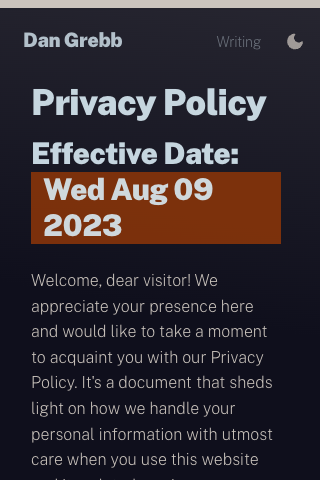 Dan Grebb
Writing
Privacy Policy
Effective Date:
Wed Aug 09
2023
Welcome, dear visitor! We
appreciate your presence here
and would like to take a moment
to acquaint you with our Privacy
Policy. It's a document that sheds
light on how we handle your
personal information with utmost
care when you use this website